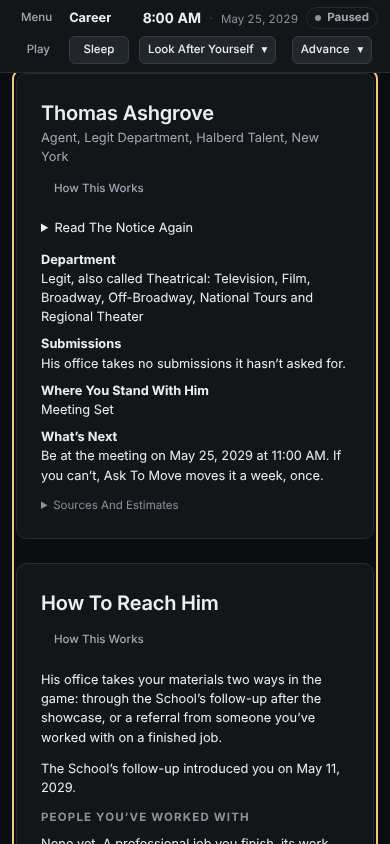 Menu Career 8:00 AM · May 25, 2029 Paused
Play Sleep Look After Yourself ▾ Advance ▾
Thomas Ashgrove
Agent, Legit Department, Halberd Talent, New
York
How This Works
▶ Read The Notice Again
Department
Legit, also called Theatrical: Television, Film,
Broadway, Off-Broadway, National Tours and
Regional Theater
Submissions
His office takes no submissions it hasn’t asked for.
Where You Stand With Him
Meeting Set
What’s Next
Be at the meeting on May 25, 2029 at 11:00 AM. If
you can’t, Ask To Move moves it a week, once.
▶ Sources And Estimates
How To Reach Him
How This Works
His office takes your materials two ways in the
game: through the School’s follow-up after the
showcase, or a referral from someone you’ve
worked with on a finished job.
The School’s follow-up introduced you on May 11,
2029.
PEOPLE YOU’VE WORKED WITH
None yet. A professional job you finish, its work